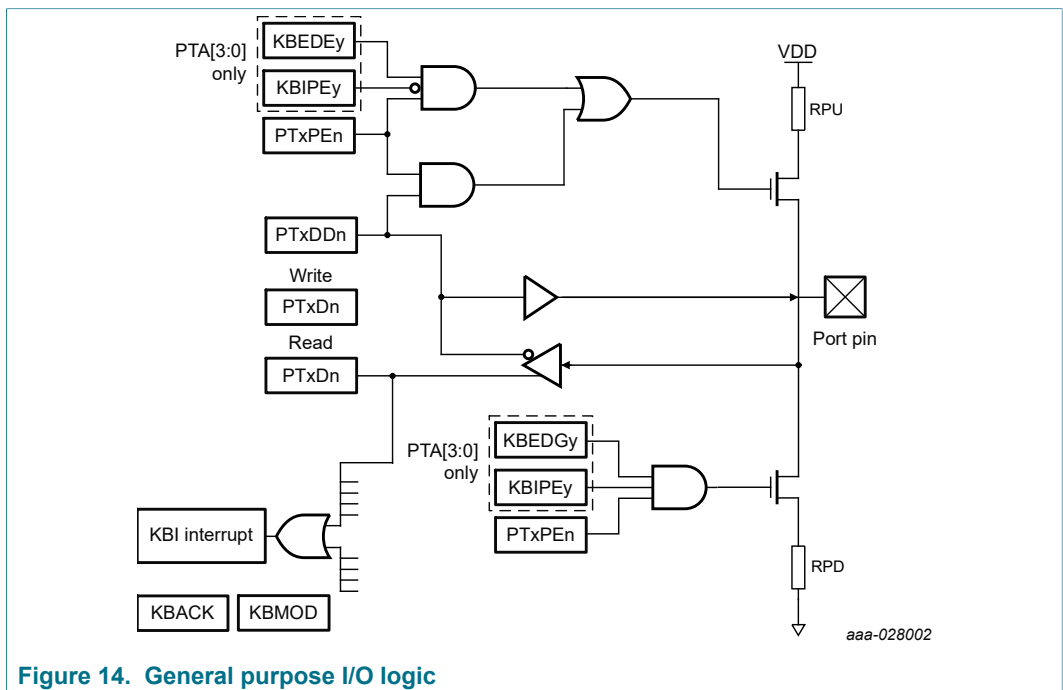 PTA[3:0]
only
KBEDEy
KBIPEy
PTxPEn
VDD
RPU
PTxDDn
Write
PTxDn
Read
PTxDn
Port pin
PTA[3:0]
only
KBEDGy
KBIPEy
PTxPEn
KBI interrupt
RPD
KBACK
KBMOD
aaa-028002
Figure 14. General purpose I/O logic